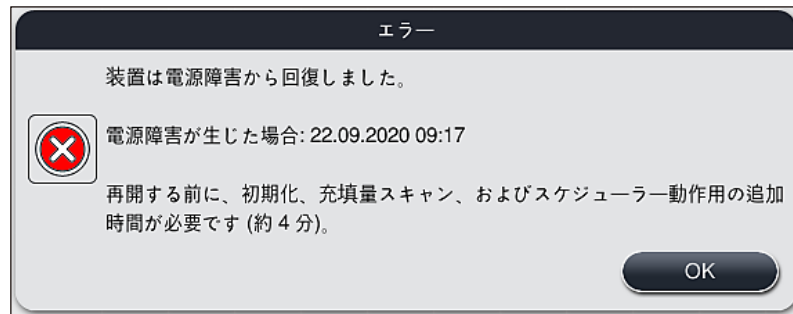 エラー
装置は電源障害から回復しました。
電源障害が生じた場合: 22.09.2020 09:17
再開する前に、初期化、充填量スキャン、およびスケジューラー動作用の追加
時間が必要です (約 4 分)。
OK